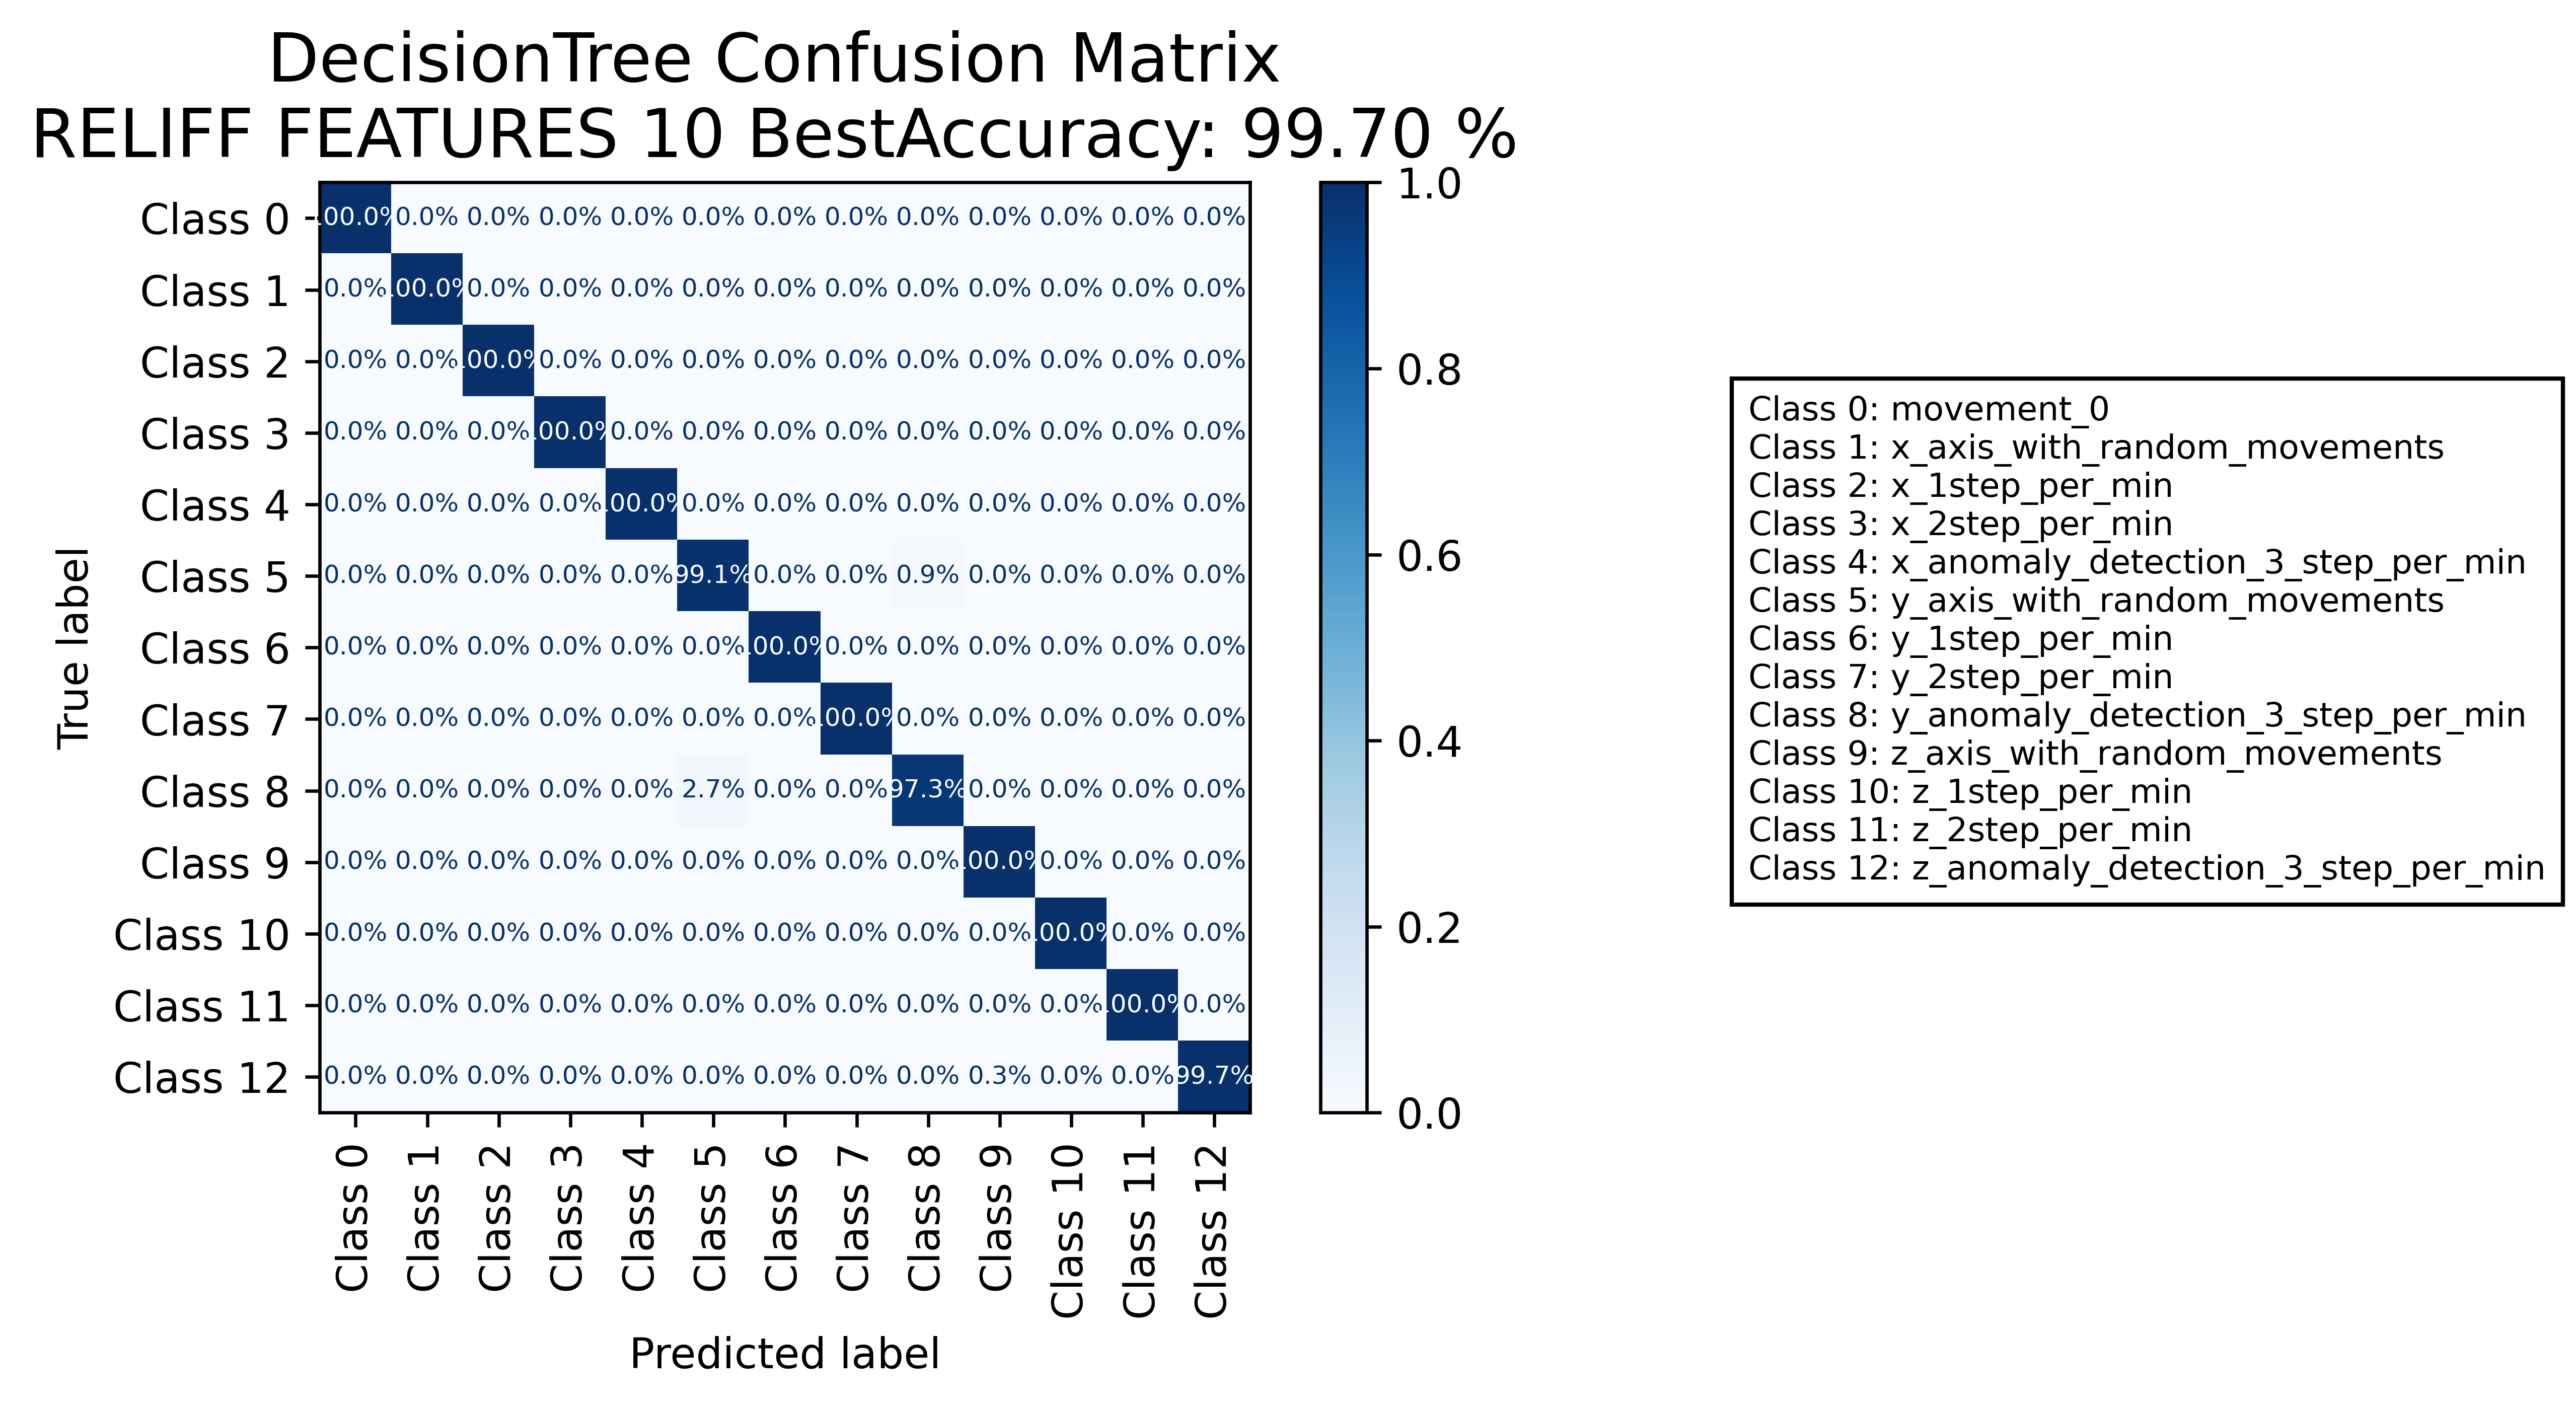 DecisionTree Confusion Matrix
RELIFF FEATURES 10 BestAccuracy: 99.70 %
True label
Class 0 100.0% 0.0% 0.0% 0.0% 0.0% 0.0% 0.0% 0.0% 0.0% 0.0% 0.0% 0.0% 0.0%
Class 1 0.0% 100.0% 0.0% 0.0% 0.0% 0.0% 0.0% 0.0% 0.0% 0.0% 0.0% 0.0% 0.0%
Class 2 0.0% 0.0% 100.0% 0.0% 0.0% 0.0% 0.0% 0.0% 0.0% 0.0% 0.0% 0.0% 0.0%
Class 3 0.0% 0.0% 0.0% 100.0% 0.0% 0.0% 0.0% 0.0% 0.0% 0.0% 0.0% 0.0% 0.0%
Class 4 0.0% 0.0% 0.0% 0.0% 100.0% 0.0% 0.0% 0.0% 0.0% 0.0% 0.0% 0.0% 0.0%
Class 5 0.0% 0.0% 0.0% 0.0% 0.0% 99.1% 0.0% 0.0% 0.9% 0.0% 0.0% 0.0% 0.0%
Class 6 0.0% 0.0% 0.0% 0.0% 0.0% 0.0% 100.0% 0.0% 0.0% 0.0% 0.0% 0.0% 0.0%
Class 7 0.0% 0.0% 0.0% 0.0% 0.0% 0.0% 0.0% 100.0% 0.0% 0.0% 0.0% 0.0% 0.0%
Class 8 0.0% 0.0% 0.0% 0.0% 0.0% 2.7% 0.0% 0.0% 97.3% 0.0% 0.0% 0.0% 0.0%
Class 9 0.0% 0.0% 0.0% 0.0% 0.0% 0.0% 0.0% 0.0% 0.0% 100.0% 0.0% 0.0% 0.0%
Class 10 0.0% 0.0% 0.0% 0.0% 0.0% 0.0% 0.0% 0.0% 0.0% 0.0% 100.0% 0.0% 0.0%
Class 11 0.0% 0.0% 0.0% 0.0% 0.0% 0.0% 0.0% 0.0% 0.0% 0.0% 0.0% 100.0% 0.0%
Class 12 0.0% 0.0% 0.0% 0.0% 0.0% 0.0% 0.0% 0.0% 0.0% 0.3% 0.0% 0.0% 99.7%
Class 0 Class 1 Class 2 Class 3 Class 4 Class 5 Class 6 Class 7 Class 8 Class 9 Class 10 Class 11 Class 12
Predicted label
1.0
0.8
0.6
0.4
0.2
0.0
Class 0: movement_0
Class 1: x_axis_with_random_movements
Class 2: x_1step_per_min
Class 3: x_2step_per_min
Class 4: x_anomaly_detection_3_step_per_min
Class 5: y_axis_with_random_movements
Class 6: y_1step_per_min
Class 7: y_2step_per_min
Class 8: y_anomaly_detection_3_step_per_min
Class 9: z_axis_with_random_movements
Class 10: z_1step_per_min
Class 11: z_2step_per_min
Class 12: z_anomaly_detection_3_step_per_min